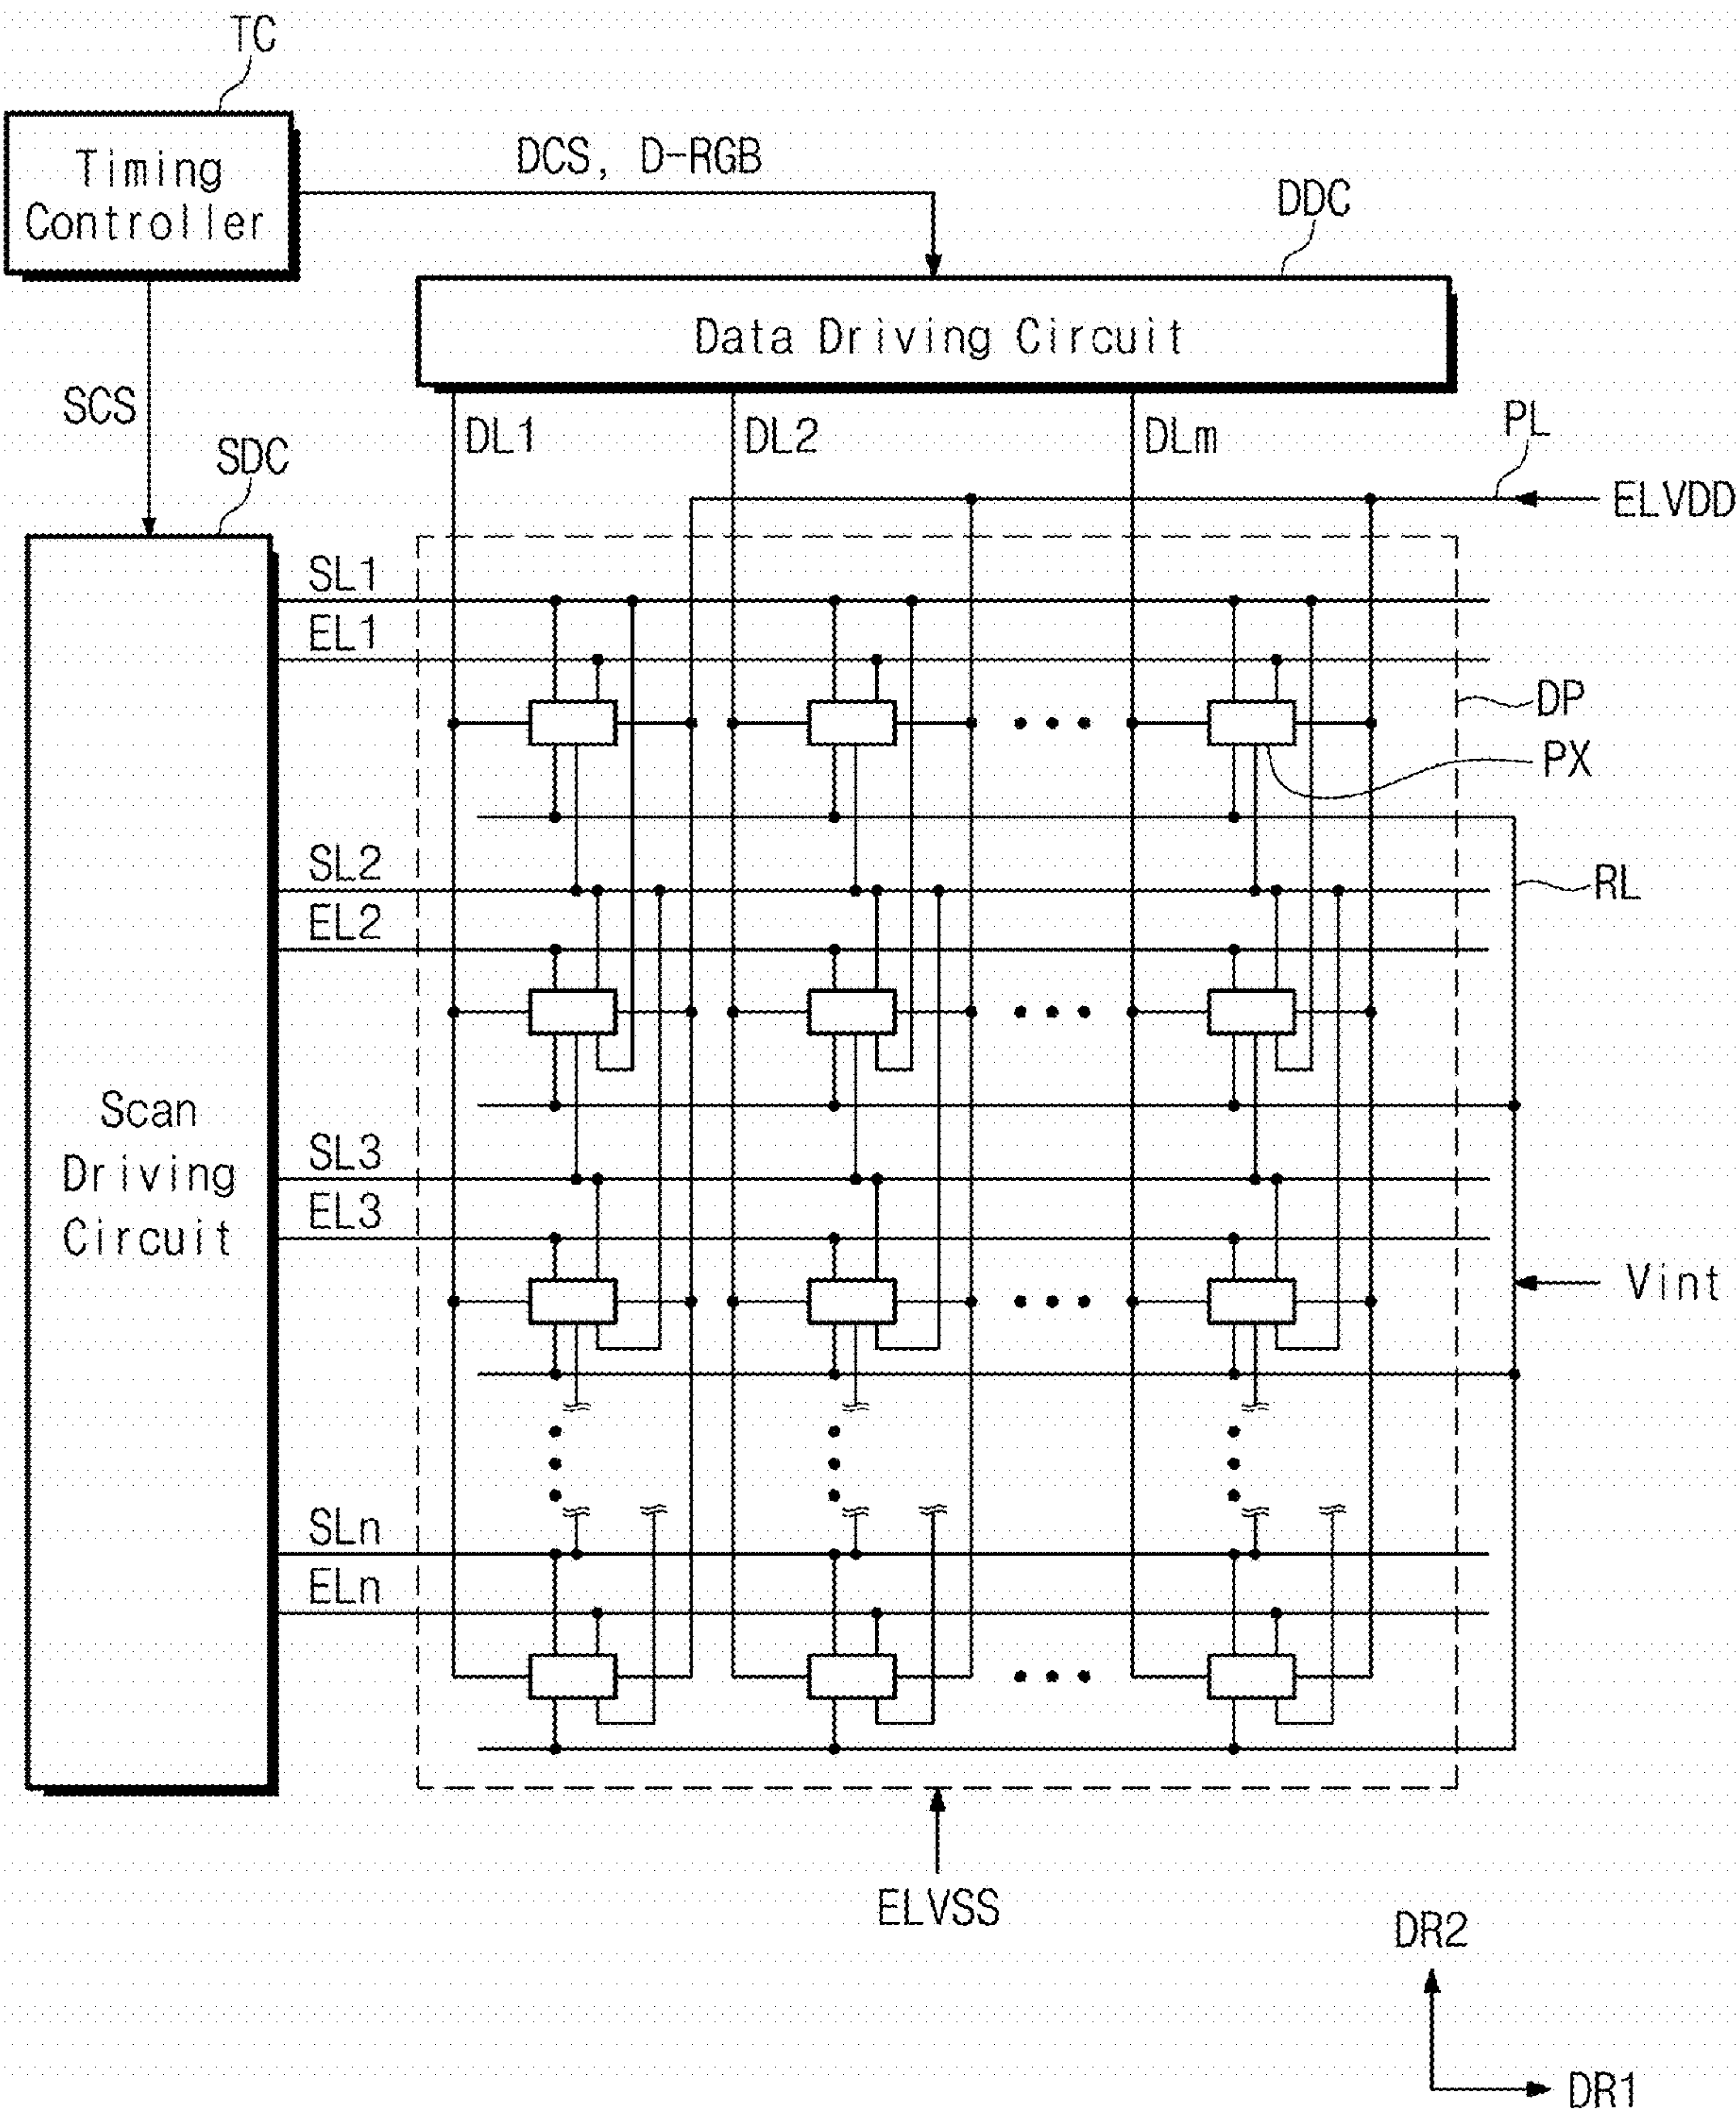 TC
Timing
Controller
DCS, D-RGB
DDC
Data Driving Circuit
SCS
SDC
DL1
DL2
DLm
PL
ELVDD
SL1
EL1
DP
PX
SL2
RL
EL2
Scan
Driving
Circuit
SL3
EL3
Vint
SLn
ELn
ELVSS
DR2
DR1